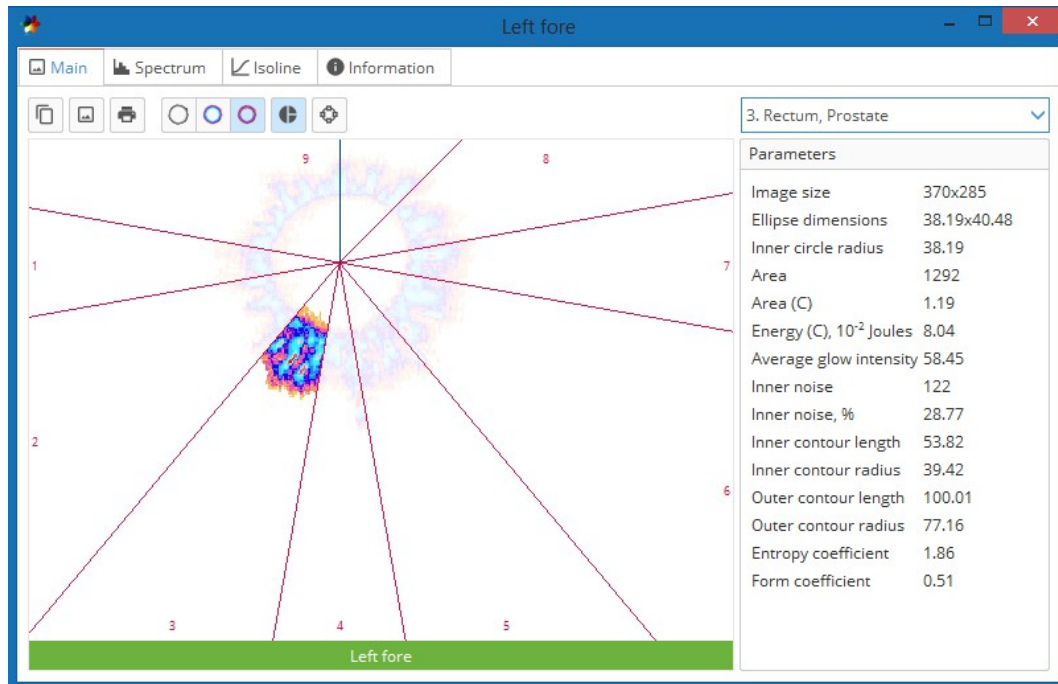 Left fore
Main Spectrum Isoline Information
3. Rectum, Prostate
9 8
1 7
2
6
3 4 5
Left fore
Parameters
Image size 370x285
Ellipse dimensions 38.19x40.48
Inner circle radius 38.19
Area 1292
Area (C) 1.19
Energy (C), 10⁻² Joules 8.04
Average glow intensity 58.45
Inner noise 122
Inner noise, % 28.77
Inner contour length 53.82
Inner contour radius 39.42
Outer contour length 100.01
Outer contour radius 77.16
Entropy coefficient 1.86
Form coefficient 0.51